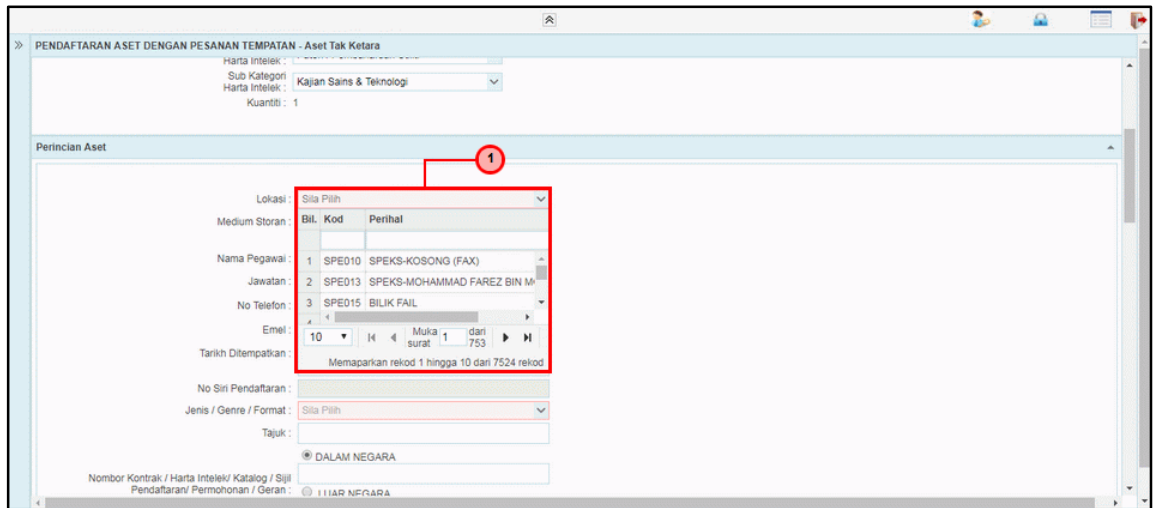 PENDAFTARAN ASET DENGAN PESANAN TEMPATAN - Aset Tak Ketara
Harta Intelek :
Sub Kategori
Harta Intelek : Kajian Sains & Teknologi
Kuantiti : 1
Perincian Aset
1
Lokasi : Sila Pilih
Medium Storan : Bil. Kod Perihal
Nama Pegawai : 1 SPE010 SPEKS-KOSONG (FAX)
Jawatan : 2 SPE013 SPEKS-MOHAMMAD FAREZ BIN
No Telefon : 3 SPE015 BILIK FAIL
Emel : 10 Muka surat 1 dari 753
Tarikh Ditempatkan : Memaparkan rekod 1 hingga 10 dari 7524 rekod
No Siri Pendaftaran :
Jenis / Genre / Format : Sila Pilih
Tajuk :
DALAM NEGARA
Nombor Kontrak / Harta Intelek/ Katalog / Sijil
Pendaftaran/ Permohonan / Geran : LUAR NEGARA